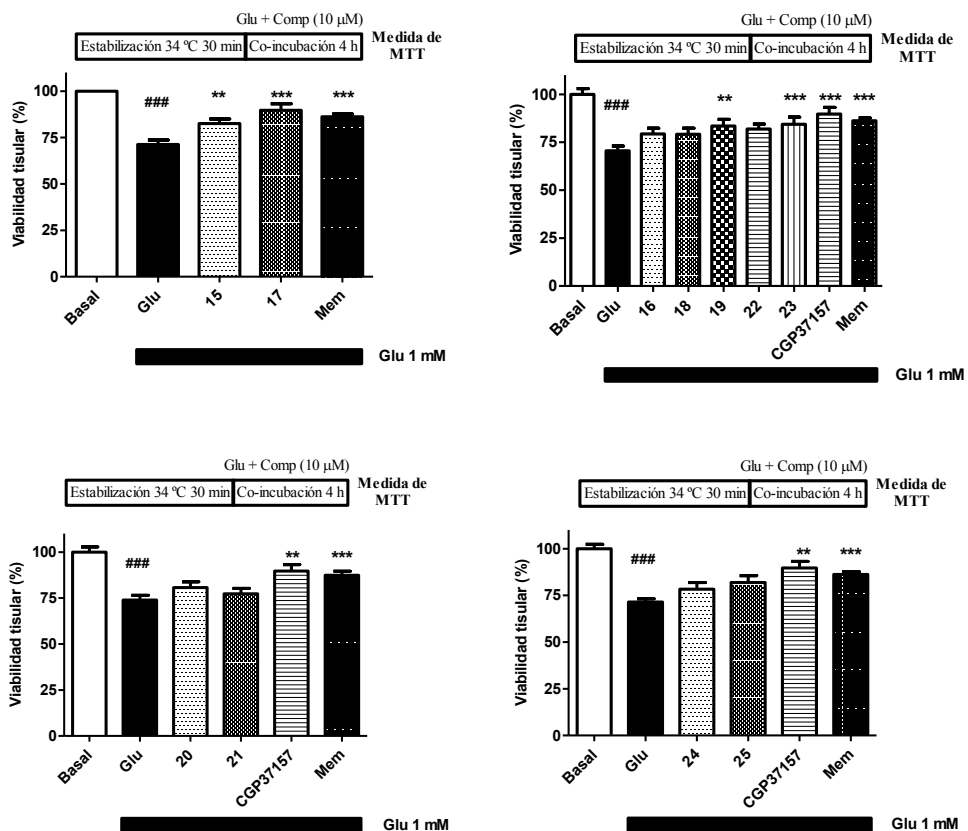 Glu + Comp (10 μM)
Estabilización 34 ºC 30 min Co-incubación 4 h Medida de
MTT
Viabilidad tisular (%)
100
75
50
25
0
###
**
***
***
Basal
Glu
15
17
Mem
Glu 1 mM
Glu + Comp (10 μM)
Estabilización 34 ºC 30 min Co-incubación 4 h Medida de
MTT
Viabilidad tisular (%)
100
75
50
25
0
###
**
***
***
***
Basal
Glu
16
18
19
22
23
CGP37157
Mem
Glu 1 mM
Glu + Comp (10 μM)
Estabilización 34 ºC 30 min Co-incubación 4 h Medida de
MTT
Viabilidad tisular (%)
100
75
50
25
0
###
**
***
Basal
Glu
20
21
CGP37157
Mem
Glu 1 mM
Glu + Comp (10 μM)
Estabilización 34 ºC 30 min Co-incubación 4 h Medida de
MTT
Viabilidad tisular (%)
100
75
50
25
0
###
**
***
Basal
Glu
24
25
CGP37157
Mem
Glu 1 mM